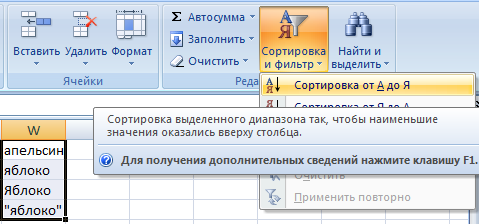 Вставить Удалить Формат
Ячейки
Σ Автосумма
Заполнить
Очистить
Реда
Сортировка и фильтр
Найти и выделить
Сортировка от А до Я
Сортировка от Я до А
Сортировка выделенного диапазона так, чтобы наименьшие
значения оказались вверху столбца.
Для получения дополнительных сведений нажмите клавишу F1.
Очистить
Применить повторно
W
апельсин
яблоко
Яблоко
"яблоко"